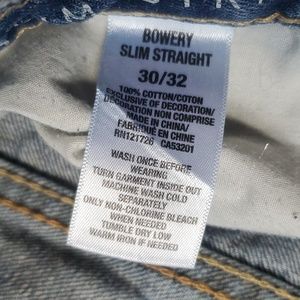 BOWERY
SLIM STRAIGHT
30/32
100% COTTON/COTON
EXCLUSIVE OF DECORATION/
DECORATION NON COMPRISE
MADE IN CHINA/
FABRIQUE EN CHINE
RN121726 CA53201
WASH ONCE BEFORE
WEARING
TURN GARMENT INSIDE OUT
MACHINE WASH COLD
SEPARATELY
ONLY NON-CHLORINE BLEACH
WHEN NEEDED
TUMBLE DRY LOW
WARM IRON IF NEEDED